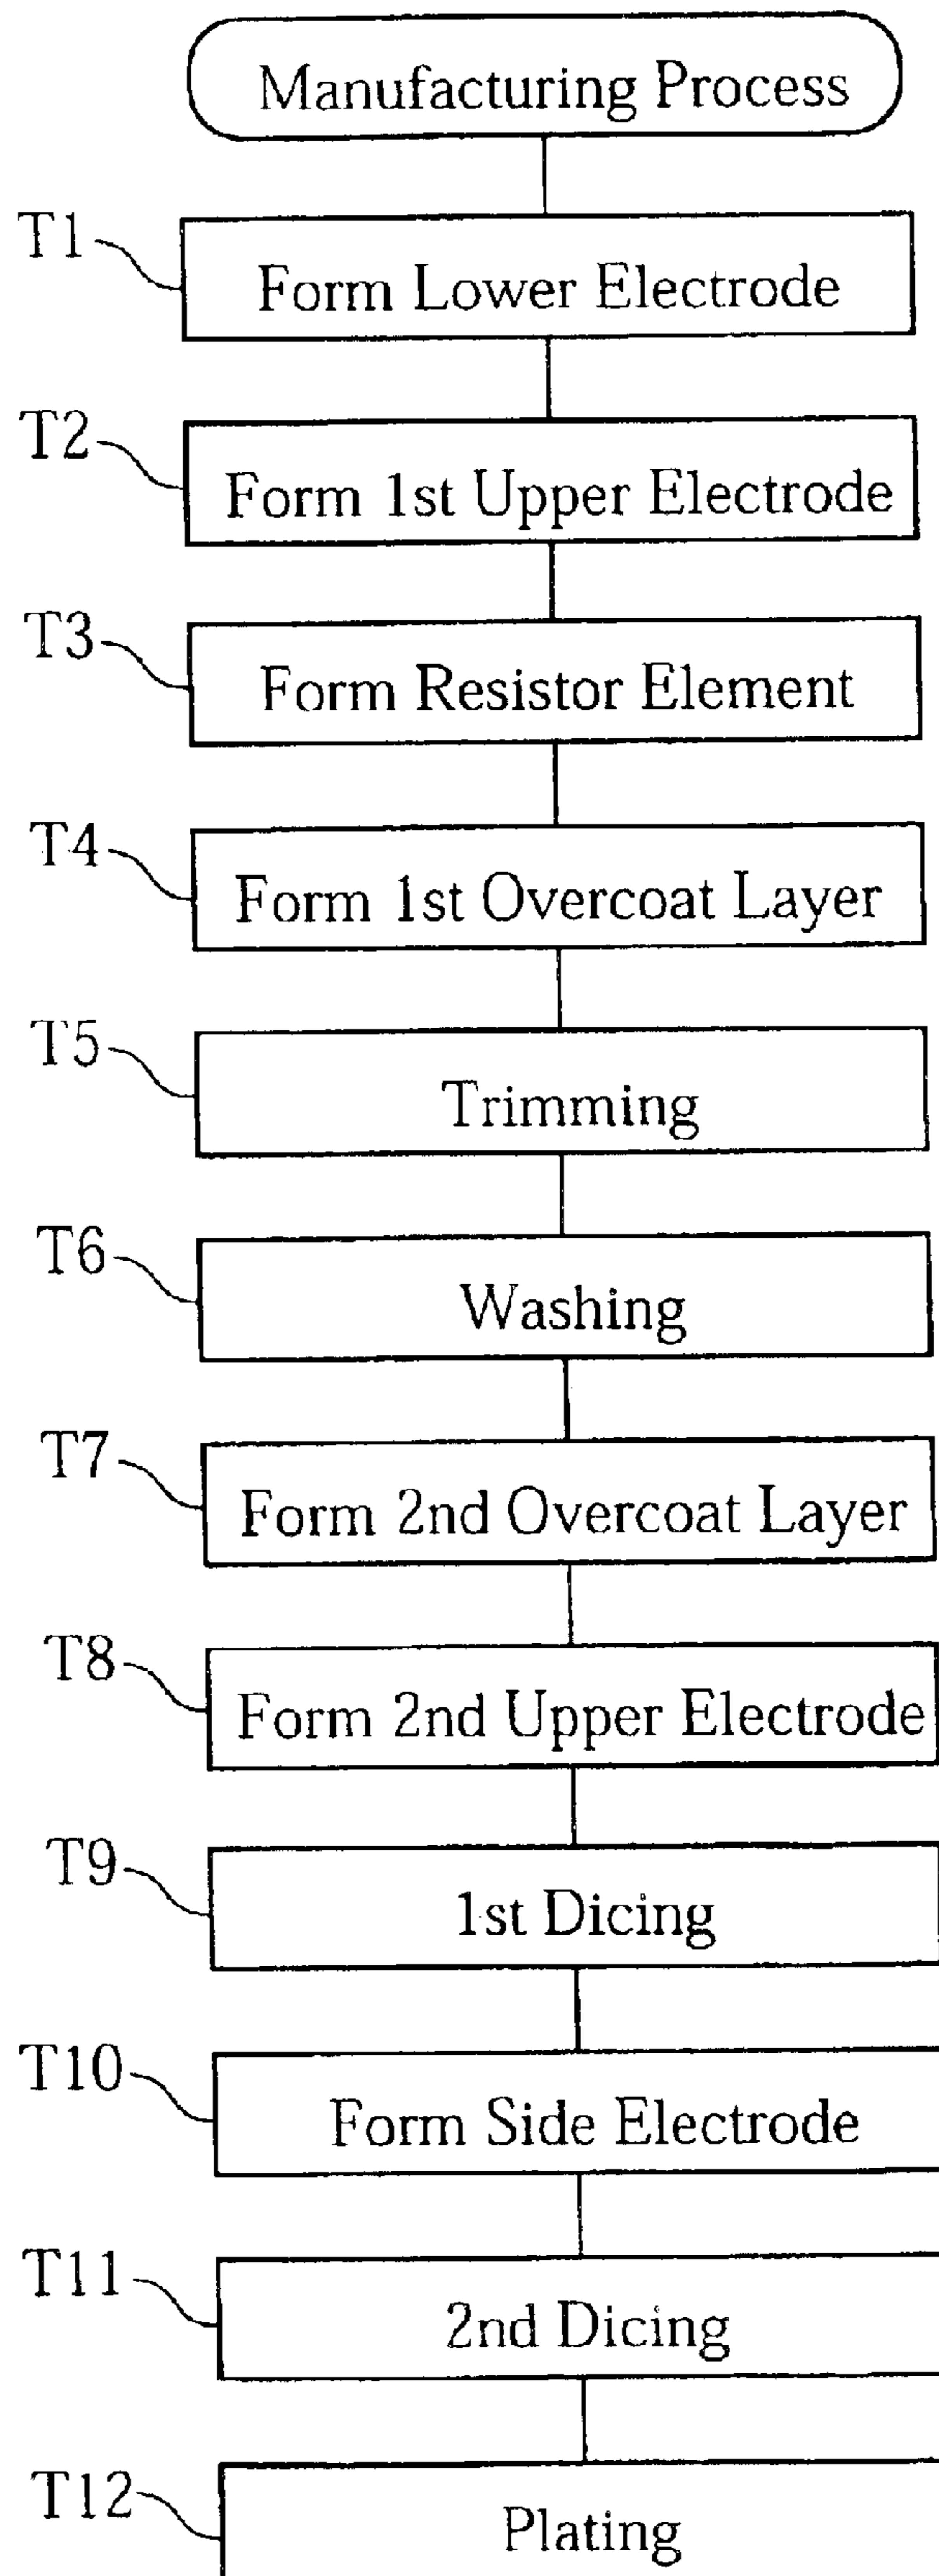 Manufacturing Process
T1
Form Lower Electrode
T2
Form 1st Upper Electrode
T3
Form Resistor Element
T4
Form 1st Overcoat Layer
T5
Trimming
T6
Washing
T7
Form 2nd Overcoat Layer
T8
Form 2nd Upper Electrode
T9
1st Dicing
T10
Form Side Electrode
T11
2nd Dicing
T12
Plating